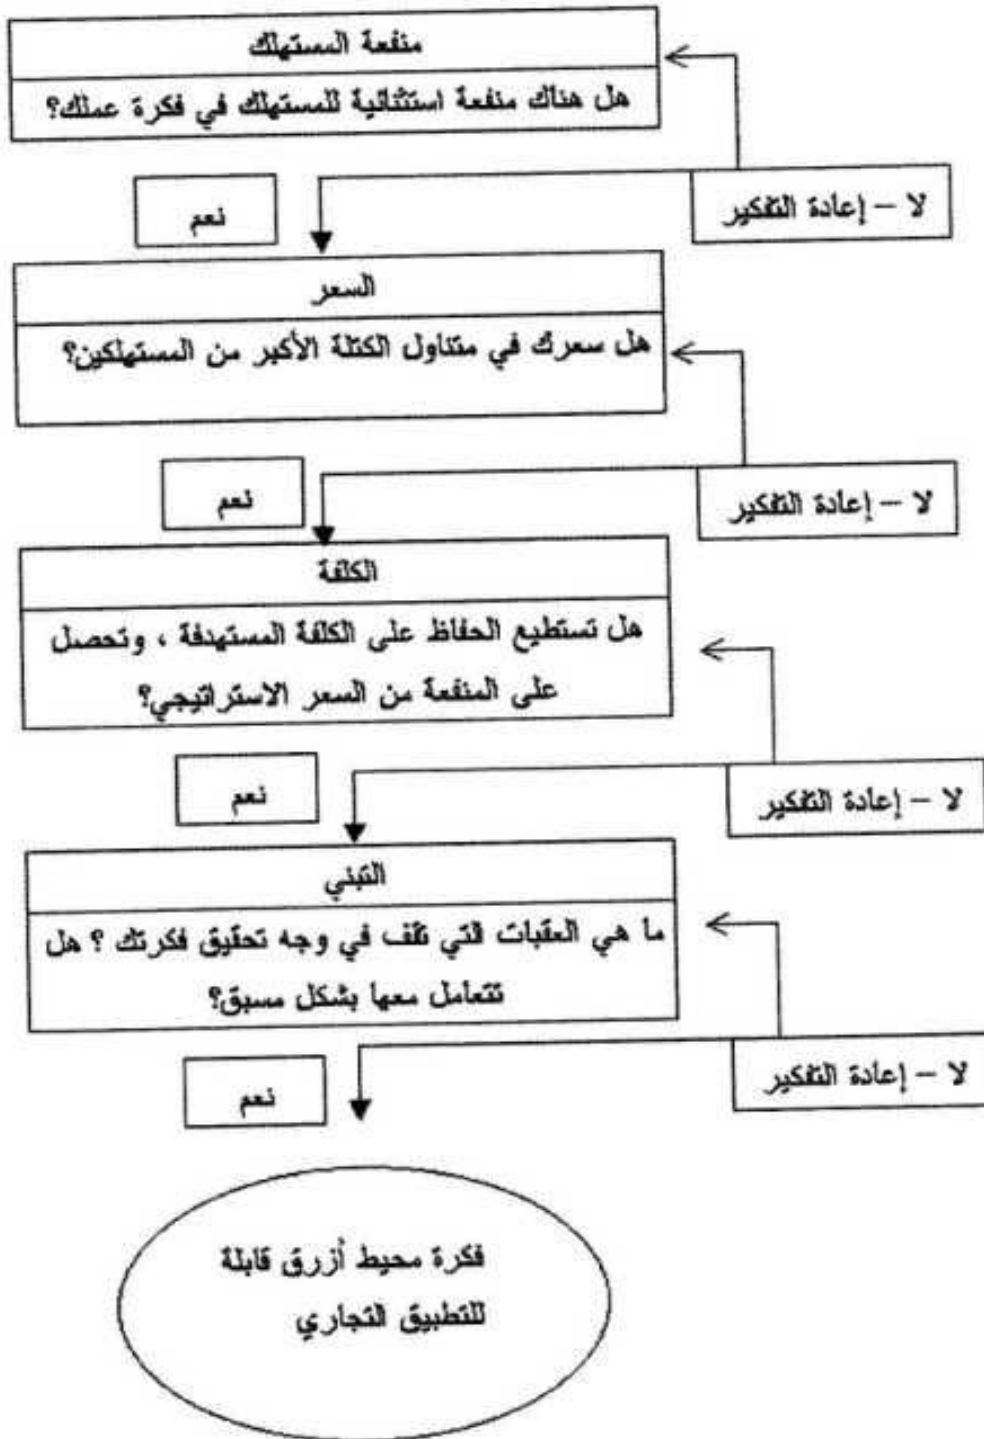 منفعة المستهلك
هل هناك منفعة استثنائية للمستهلك في فكرة عملك؟
نعم
لا – إعادة التفكير
السعر
هل سعرك في متناول الكتلة الأكبر من المستهلكين؟
نعم
لا – إعادة التفكير
الكلفة
هل تستطيع الحفاظ على الكلفة المستهدفة ، وتحصل
على المنفعة من السعر الاستراتيجي؟
نعم
لا – إعادة التفكير
التبني
ما هي العقبات التي تقف في وجه تحقيق فكرتك ؟ هل
تتعامل معها بشكل مسبق؟
نعم
لا – إعادة التفكير
فكرة محيط أزرق قابلة
للتطبيق التجاري